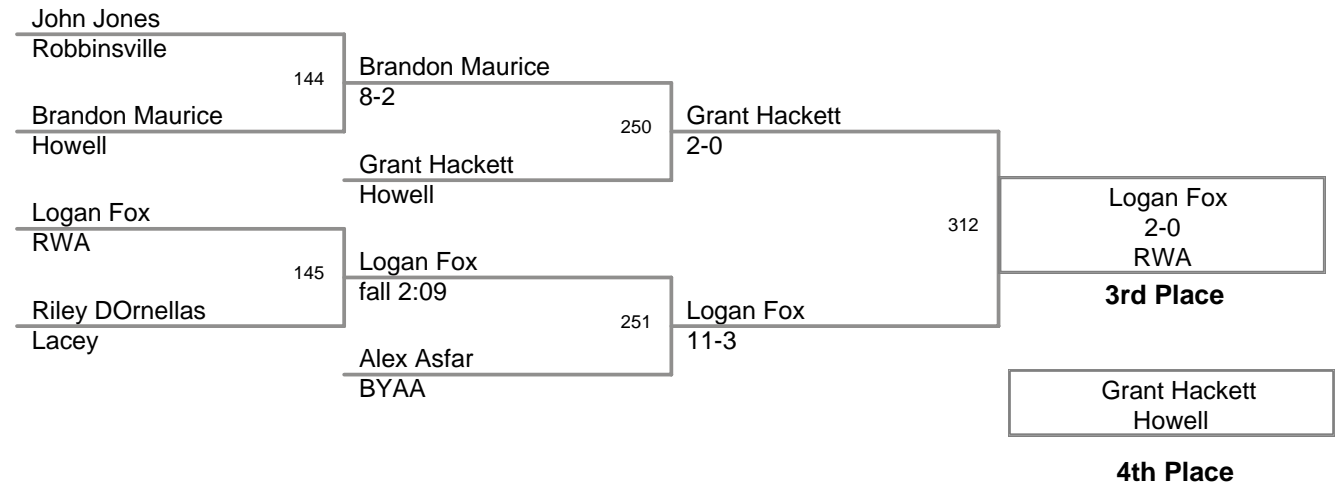 John Jones
Robbinsville
144
Brandon Maurice
8-2
Brandon Maurice
Howell
250
Grant Hackett
2-0
Grant Hackett
Howell
Logan Fox
RWA
312
Logan Fox
2-0
RWA
3rd Place
145
Logan Fox
fall 2:09
Riley DOrnellas
Lacey
251
Logan Fox
11-3
Alex Asfar
BYAA
Grant Hackett
Howell
4th Place